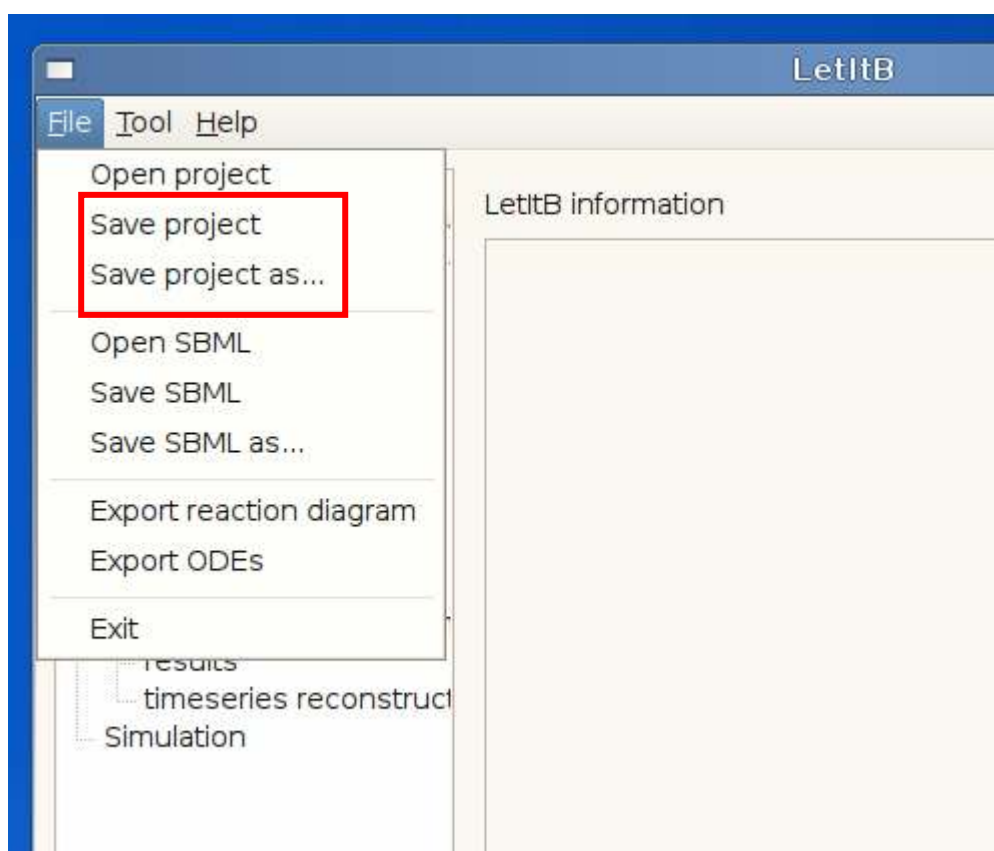 LetItB
File Tool Help
Open project
Save project
Save project as...
Open SBML
Save SBML
Save SBML as...
Export reaction diagram
Export ODEs
Exit
LetItB information
results
timeseries reconstruct
Simulation